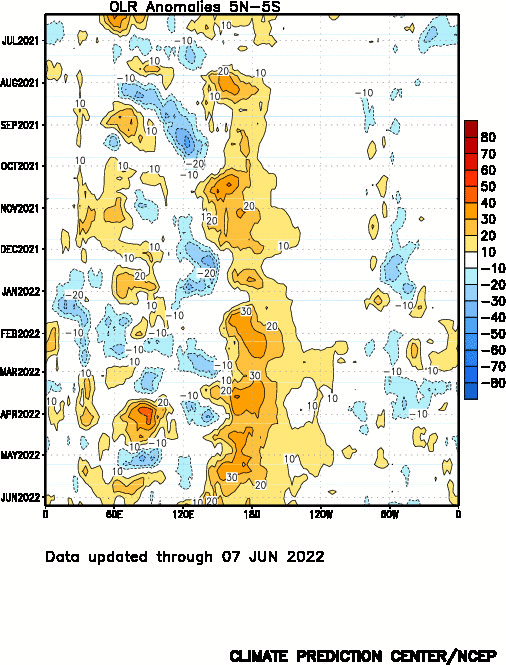 OLR Anomalies 5N-5S
JUL2021
AUG2021
SEP2021
OCT2021
NOV2021
DEC2021
JAN2022
FEB2022
MAR2022
APR2022
MAY2022
JUN2022
0 60E 120E 180 120W 60W 0
80
70
60
50
40
30
20
10
-10
-20
-30
-40
-50
-60
-70
-80
Data updated through 07 JUN 2022
CLIMATE PREDICTION CENTER/NCEP